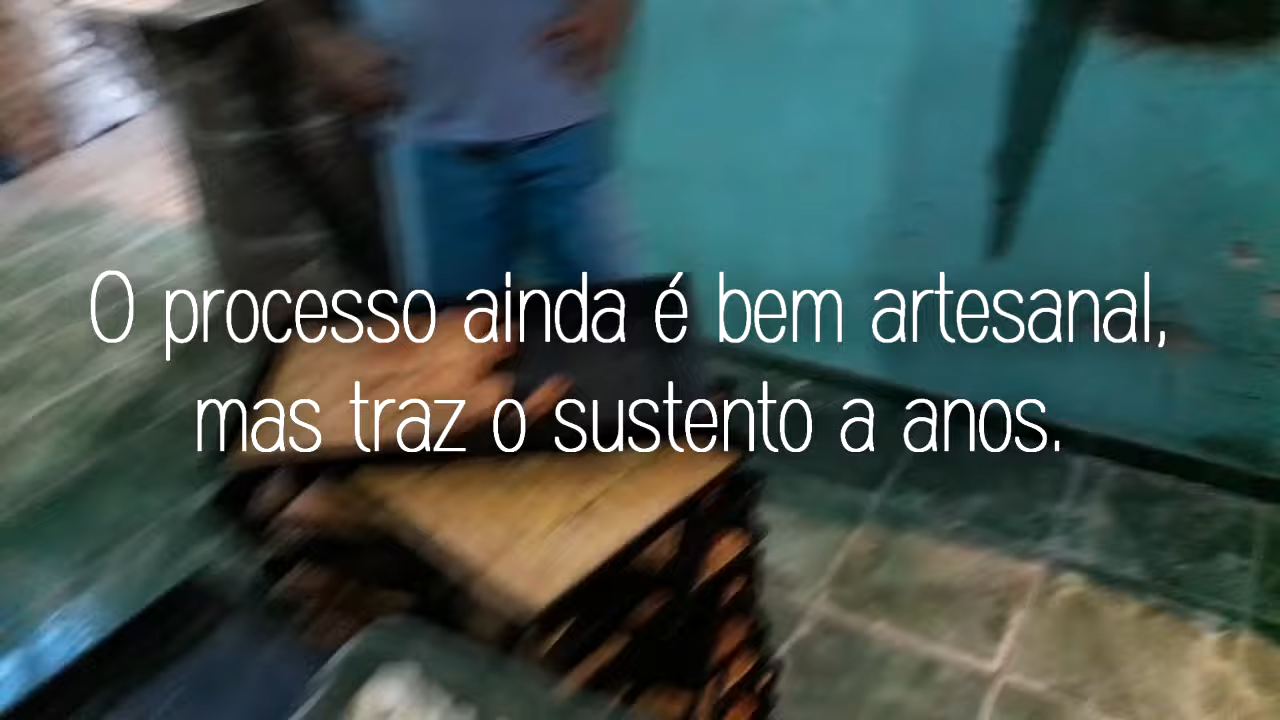 O processo ainda é bem artesanal,
mas traz o sustento a anos.